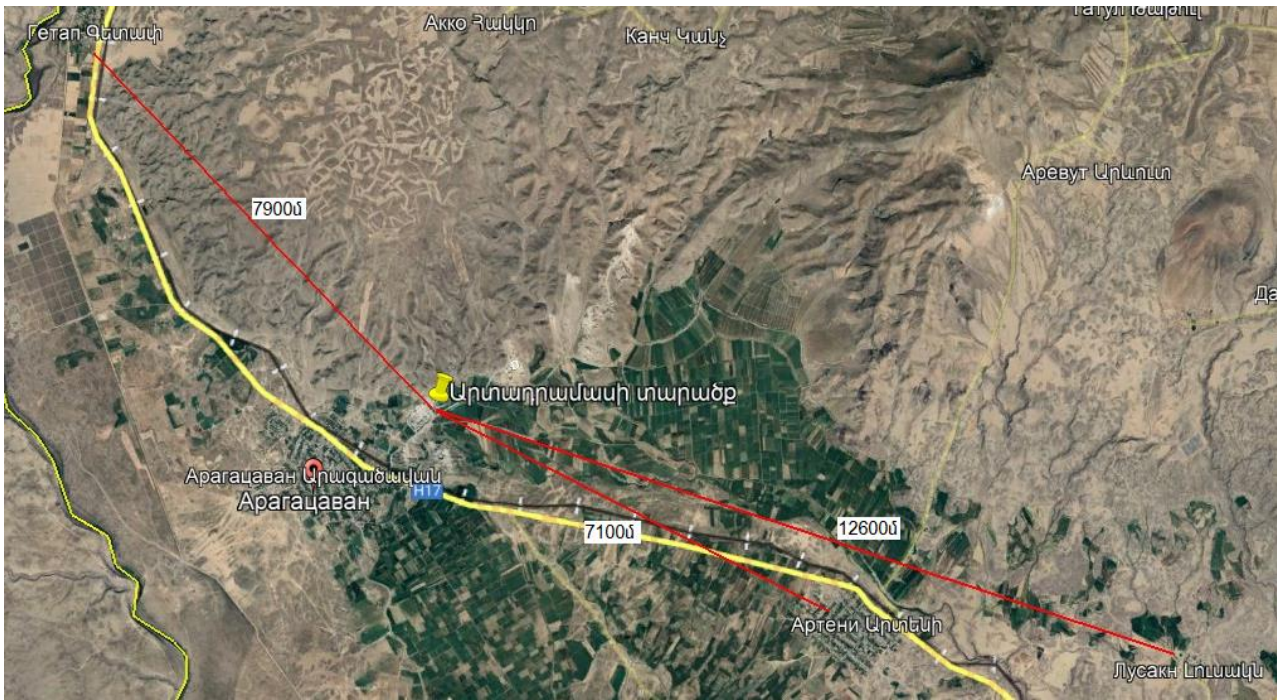 Гетап Գետափ
Акко Հակկո
Канч Կանչ
Аревут Արևուտ
7900մ
Արտադրամասի տարածք
Арагацаван Արագածավան
Арагацаван
H17
7100մ
12600մ
Артени Արտենի
Лусакн Լուսակն